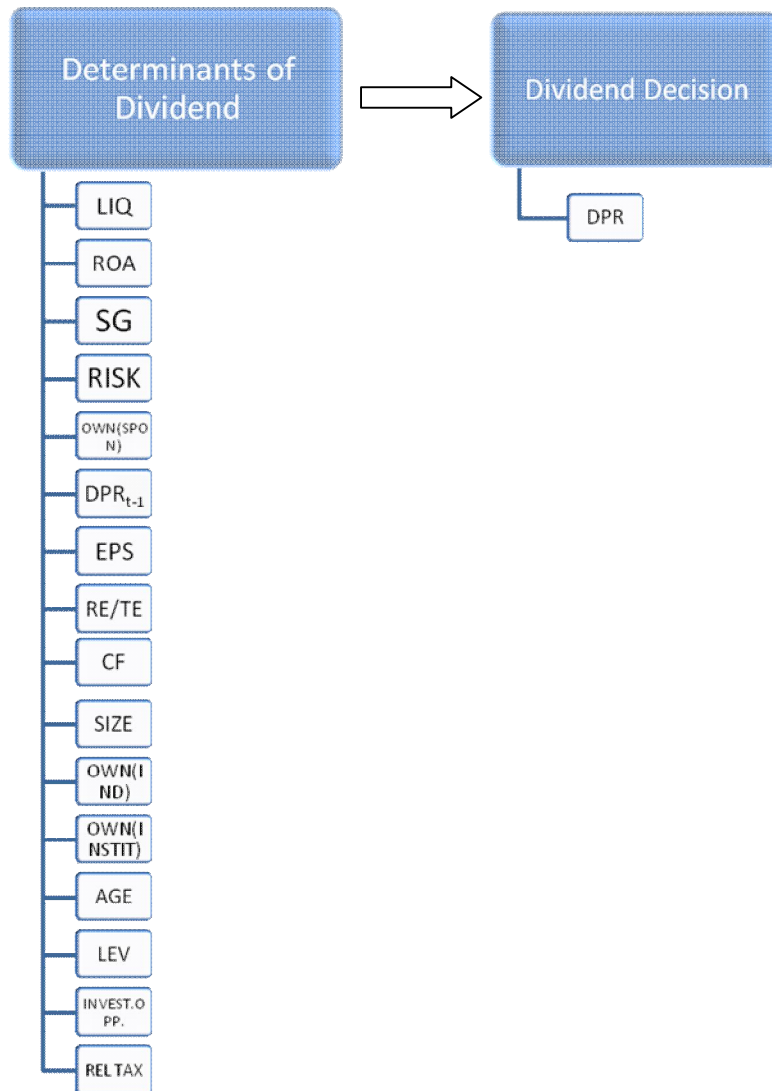 Determinants of
Dividend
Dividend Decision
LIQ
ROA
SG
RISK
OWN(SPO
N)
DPRt-1
EPS
RE/TE
CF
SIZE
OWN(I
ND)
OWN(I
NSTIT)
AGE
LEV
INVEST.O
PP.
REL TAX
DPR